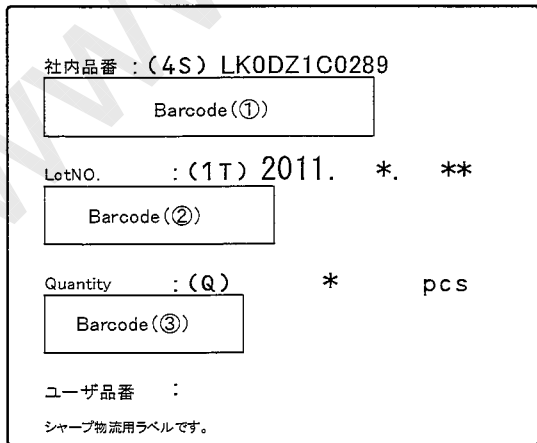 社内品番 : (4S) LK0DZ1C0289
Barcode(①)
LotNO. : (1T) 2011. *. **
Barcode(②)
Quantity : (Q) * pcs
Barcode(③)
ユーザ品番 :
シャープ物流用ラベルです。